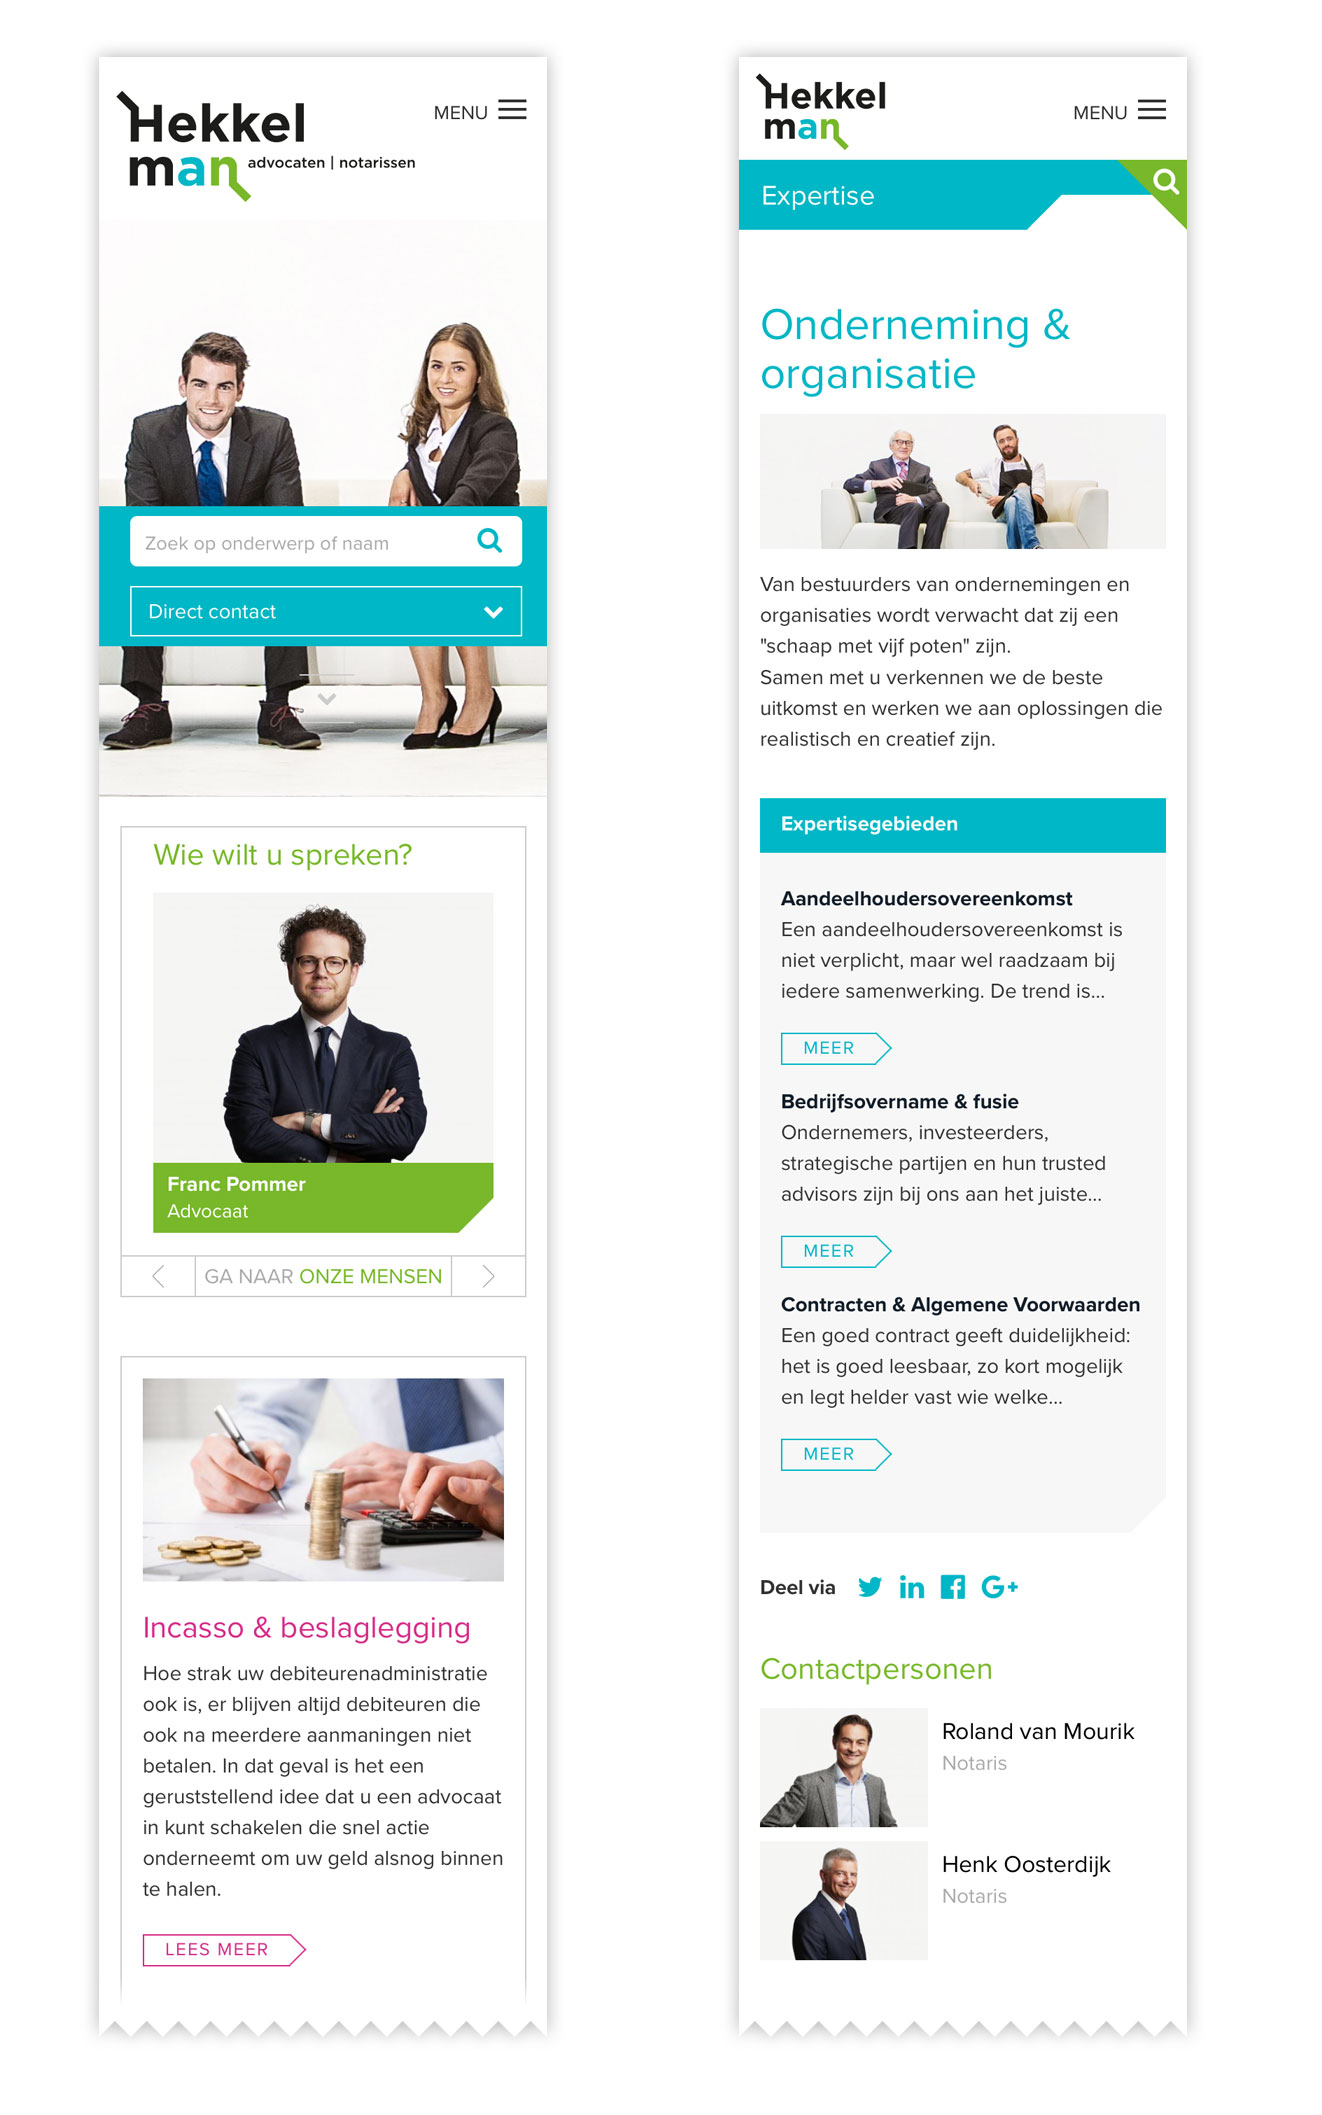 Hekkel
man advocaten | notarissen
MENU
Zoek op onderwerp of naam
Direct contact
Wie wilt u spreken?
Franc Pommer
Advocaat
GA NAAR ONZE MENSEN
Incasso & beslaglegging
Hoe strak uw debiteurenadministratie
ook is, er blijven altijd debiteuren die
ook na meerdere aanmaningen niet
betalen. In dat geval is het een
geruststellend idee dat u een advocaat
in kunt schakelen die snel actie
onderneemt om uw geld alsnog binnen
te halen.
LEES MEER
Hekkel
man
MENU
Expertise
Onderneming &
organisatie
Van bestuurders van ondernemingen en
organisaties wordt verwacht dat zij een
"schaap met vijf poten" zijn.
Samen met u verkennen we de beste
uitkomst en werken we aan oplossingen die
realistisch en creatief zijn.
Expertisegebieden
Aandeelhoudersovereenkomst
Een aandeelhoudersovereenkomst is
niet verplicht, maar wel raadzaam bij
iedere samenwerking. De trend is...
MEER
Bedrijfsovername & fusie
Ondernemers, investeerders,
strategische partijen en hun trusted
advisors zijn bij ons aan het juiste...
MEER
Contracten & Algemene Voorwaarden
Een goed contract geeft duidelijkheid:
het is goed leesbaar, zo kort mogelijk
en legt helder vast wie welke...
MEER
Deel via
Contactpersonen
Roland van Mourik
Notaris
Henk Oosterdijk
Notaris